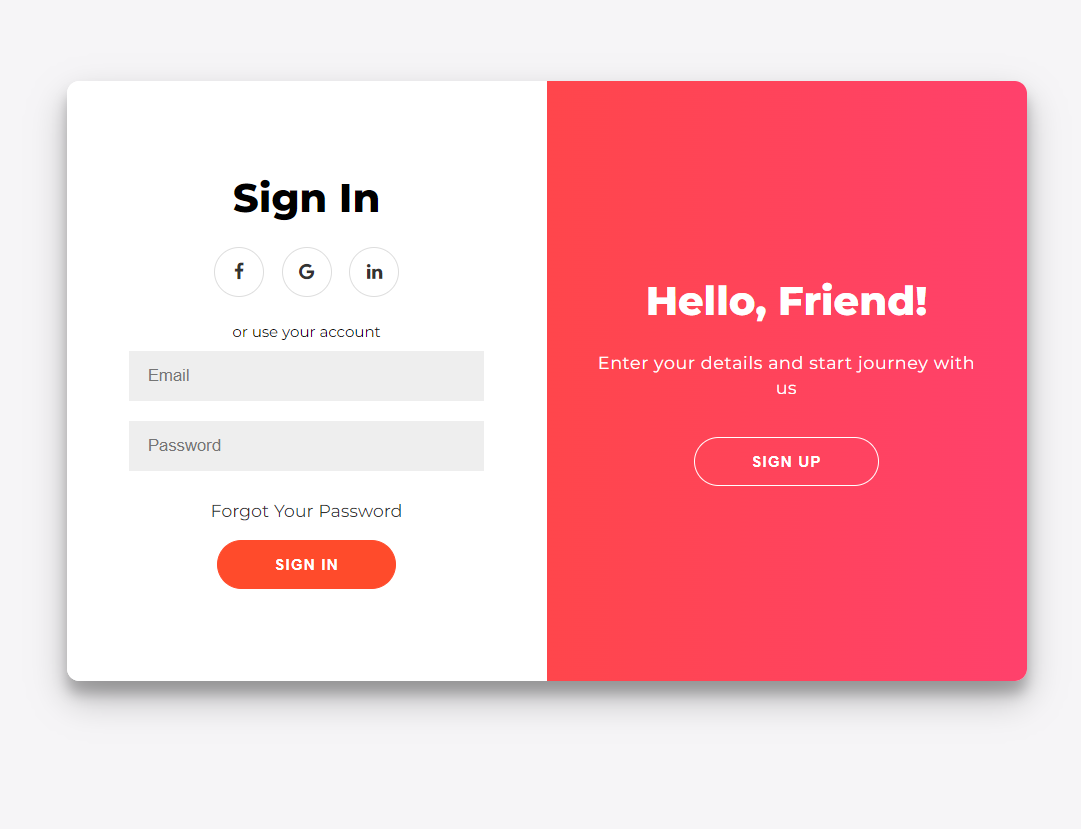 Sign In
f G in
or use your account
Email
Password
Forgot Your Password
SIGN IN
Hello, Friend!
Enter your details and start journey with
us
SIGN UP